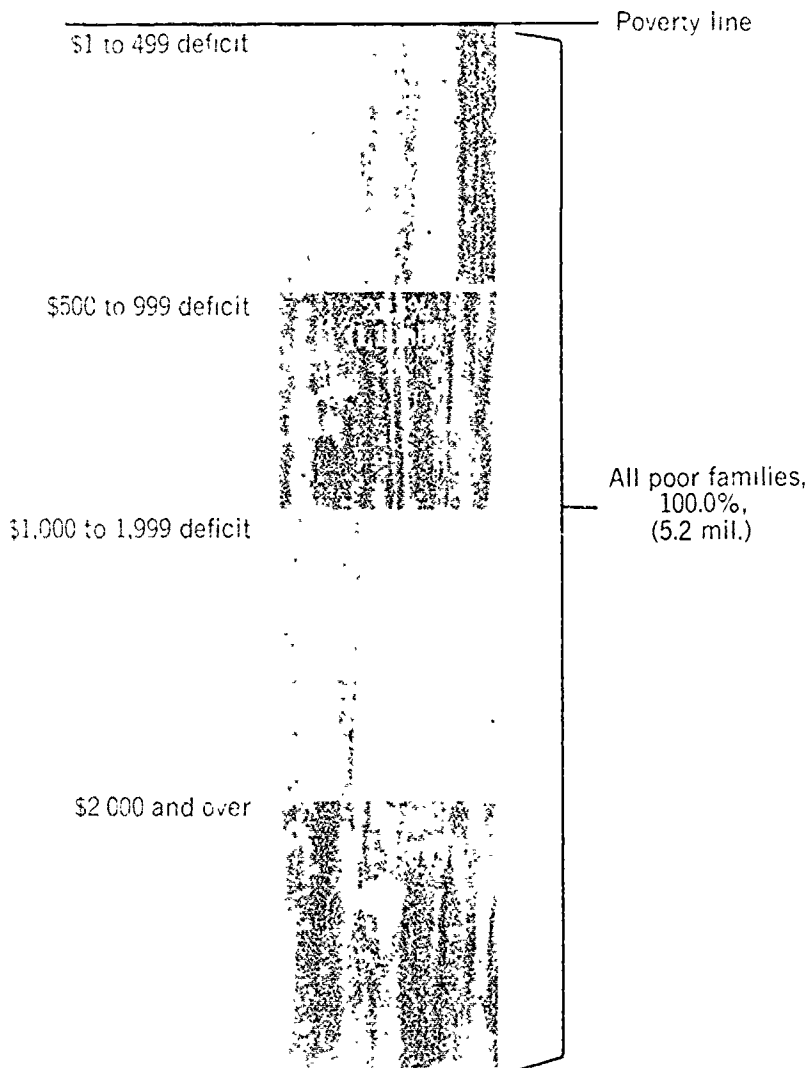 Poverty line
$1 to 499 deficit
$500 to 999 deficit
All poor families,
100.0%,
(5.2 mil.)
$1,000 to 1,999 deficit
$2 000 and over